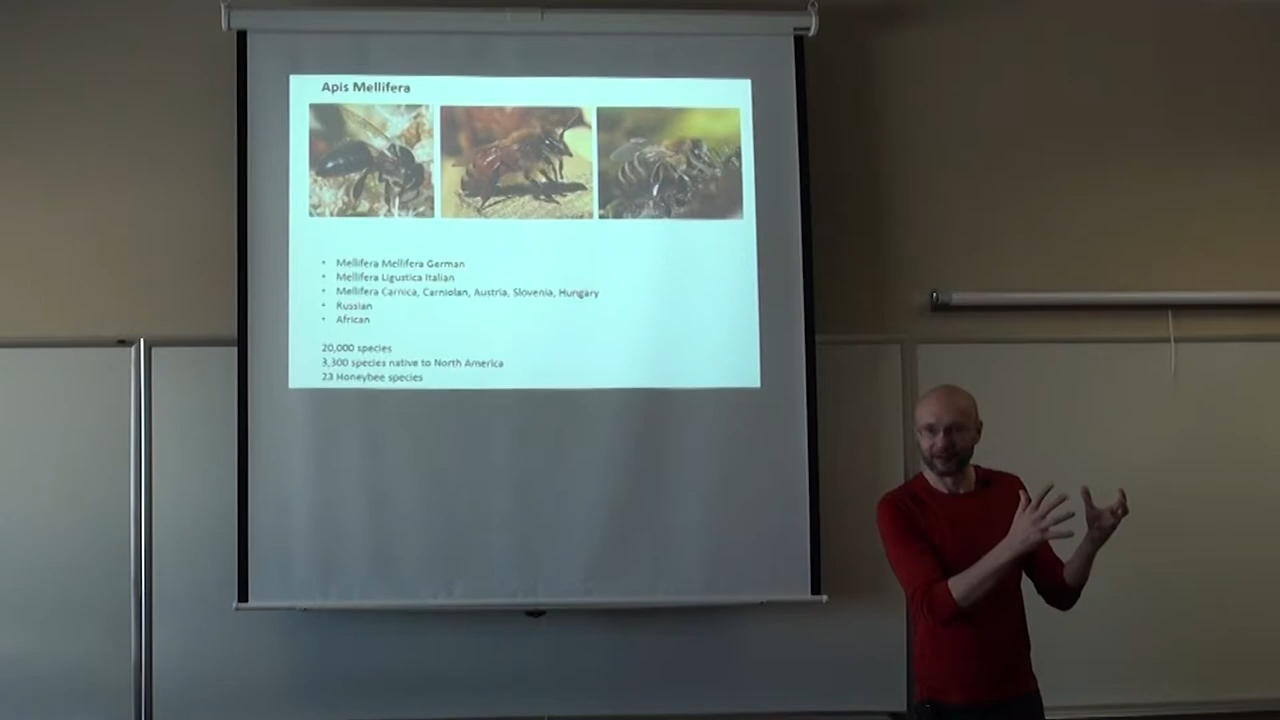 Apis Mellifera
• Mellifera Mellifera German
• Mellifera Ligustica Italian
• Mellifera Carnica, Carniolan, Austria, Slovenia, Hungary
• Russian
• African
20,000 species
3,300 species native to North America
23 Honeybee species